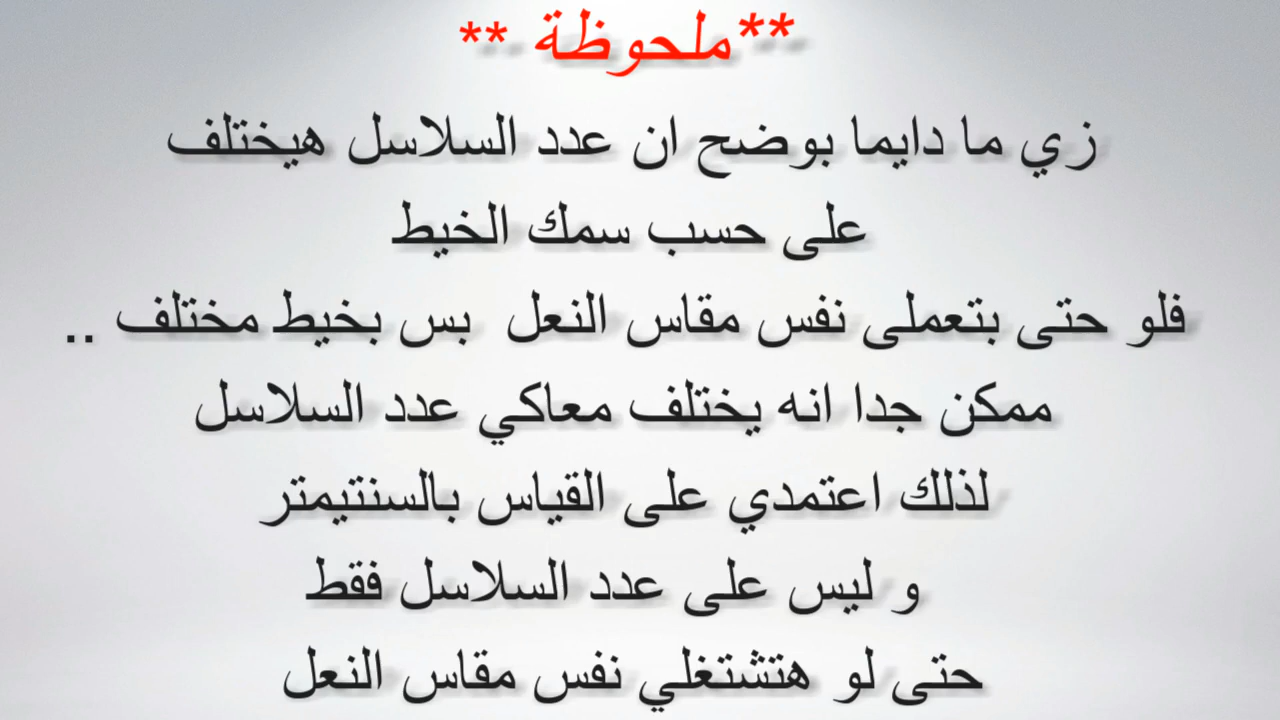 **ملحوظة **
زي ما دايما بوضح ان عدد السلاسل هيختلف
على حسب سمك الخيط
فلو حتى بتعملى نفس مقاس النعل بس بخيط مختلف ..
ممكن جدا انه يختلف معاكي عدد السلاسل
لذلك اعتمدي على القياس بالسنتيمتر
و ليس على عدد السلاسل فقط
حتى لو هتشتغلي نفس مقاس النعل